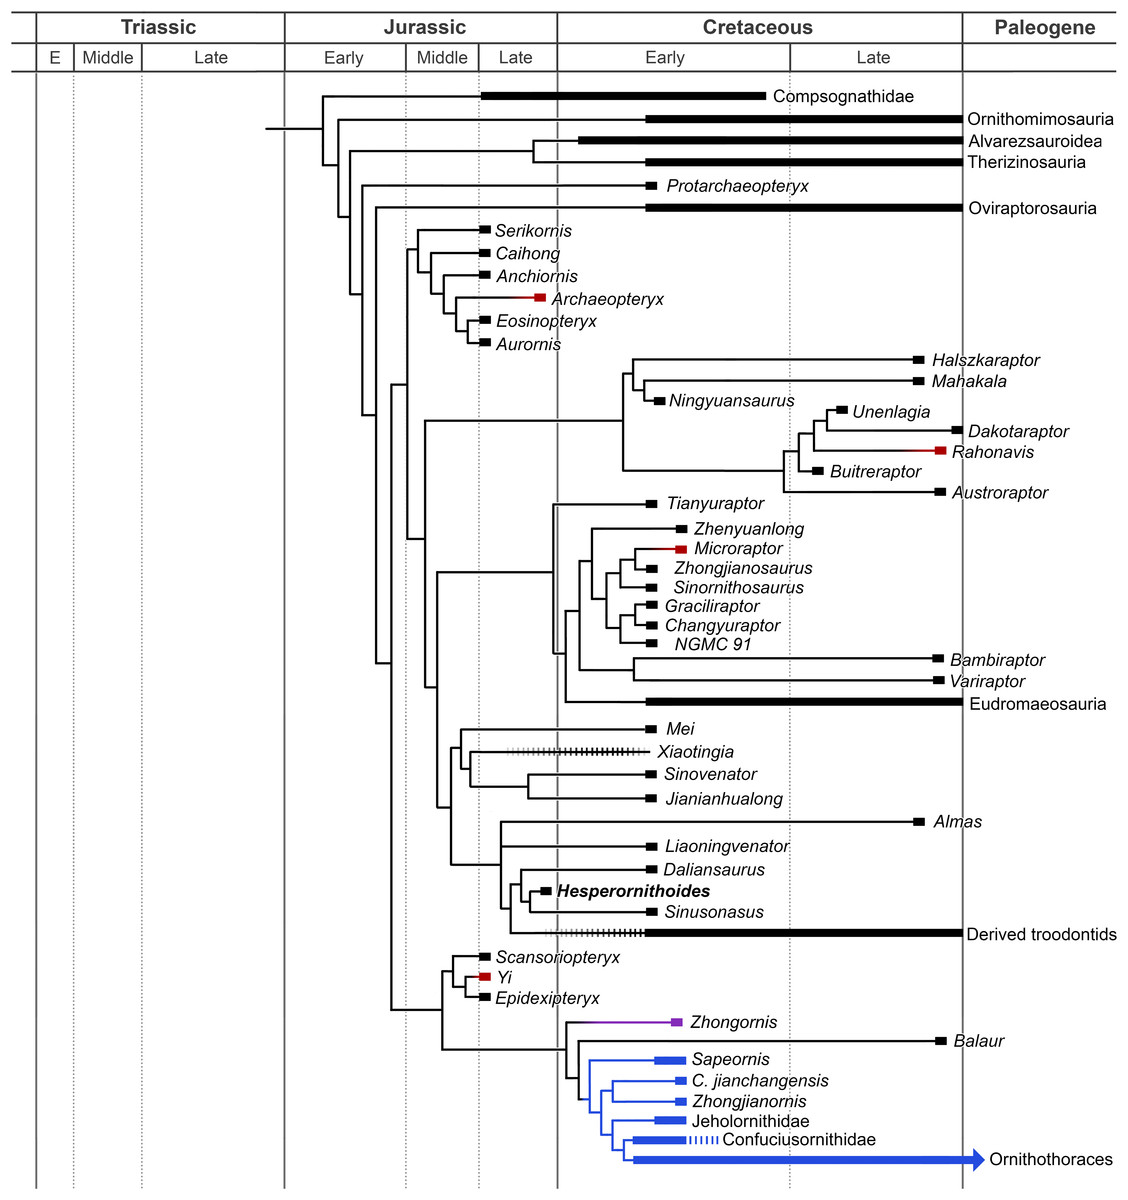 Triassic Jurassic Cretaceous Paleogene
E Middle Late Early Middle Late Early Late
Compsognathidae
Ornithomimosauria
Alvarezsauroidea
Therizinosauria
Protarchaeopteryx
Oviraptorosauria
Serikornis
Caihong
Anchiornis
Archaeopteryx
Eosinopteryx
Aurornis
Halszkaraptor
Mahakala
Ningyuansaurus
Unenlagia
Dakotaraptor
Rahonavis
Buitreraptor
Austroraptor
Tianyuraptor
Zhenyuanlong
Microraptor
Zhongjianosaurus
Sinornithosaurus
Graciliraptor
Changyuraptor
NGMC 91
Bambiraptor
Variraptor
Eudromaeosauria
Mei
Xiaotingia
Sinovenator
Jianianhualong
Almas
Liaoningvenator
Daliansaurus
Hesperornithoides
Sinusonasus
Derived troodontids
Scansoriopteryx
Yi
Epidexipteryx
Zhongornis
Balaur
Sapeornis
C. jianchangensis
Zhongjianornis
Jeholornithidae
Confuciusornithidae
Ornithothoraces